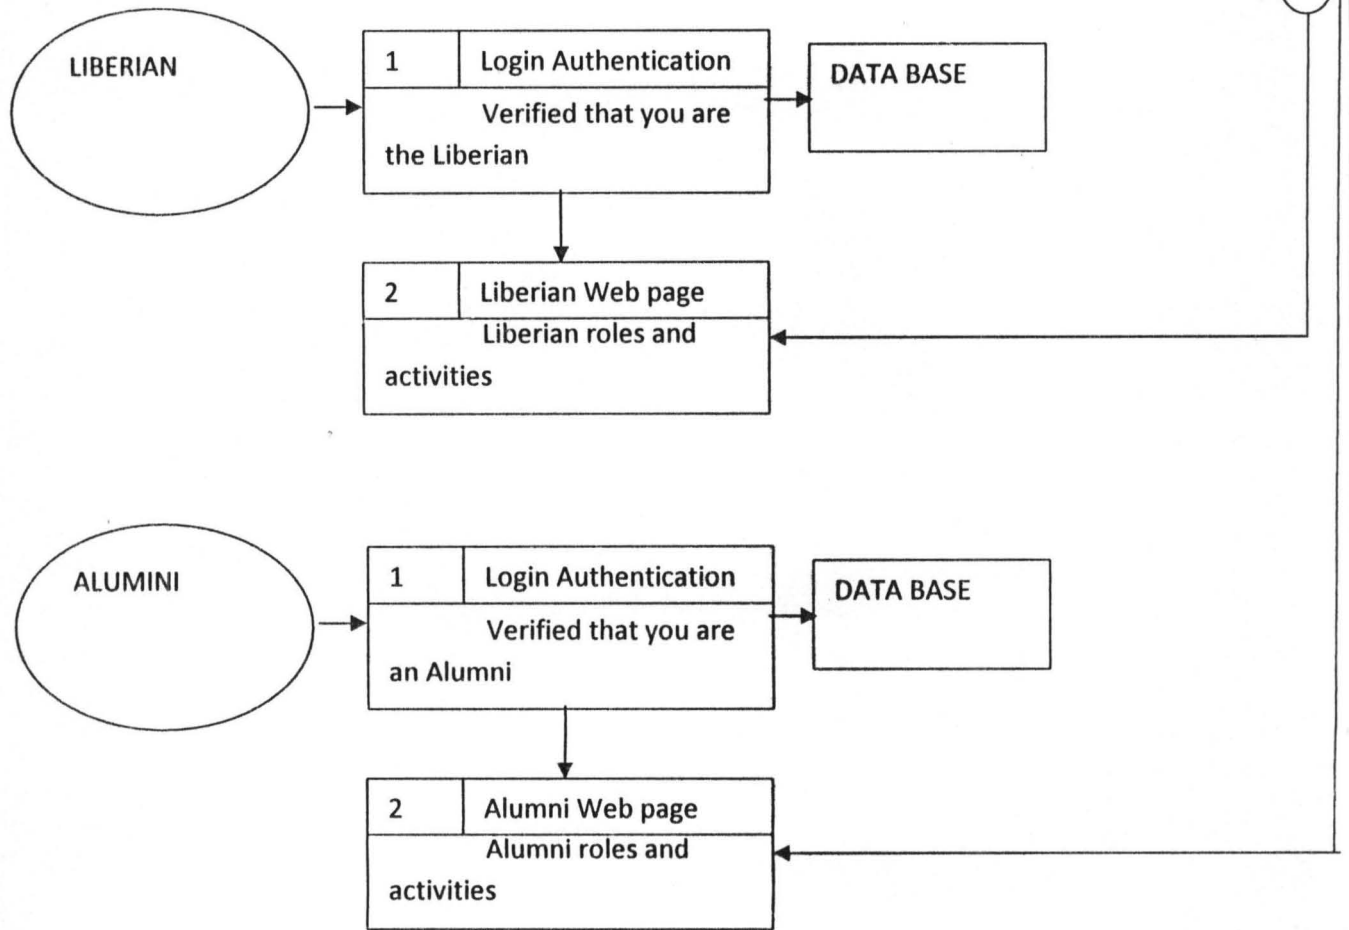 LIBERIAN
1 Login Authentication
Verified that you are
the Liberian
DATA BASE
2 Liberian Web page
Liberian roles and
activities
ALUMINI
1 Login Authentication
Verified that you are
an Alumni
DATA BASE
2 Alumni Web page
Alumni roles and
activities